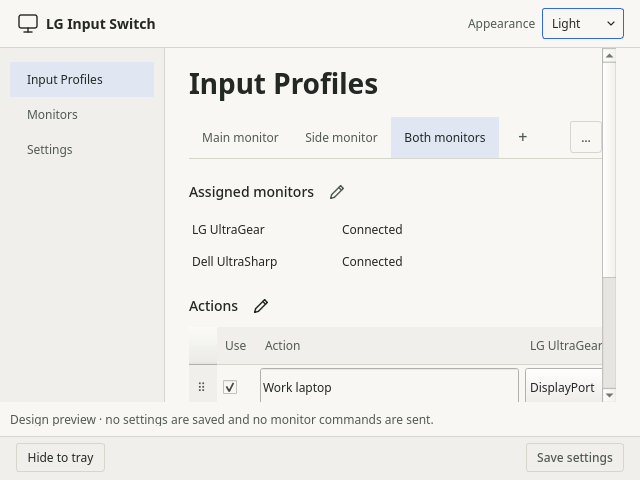 LG Input Switch
Appearance Light
Input Profiles
Monitors
Settings
Input Profiles
Main monitor Side monitor Both monitors + ...
Assigned monitors
LG UltraGear Connected
Dell UltraSharp Connected
Actions
Use Action LG UltraGear
Work laptop DisplayPort
Design preview · no settings are saved and no monitor commands are sent.
Hide to tray Save settings